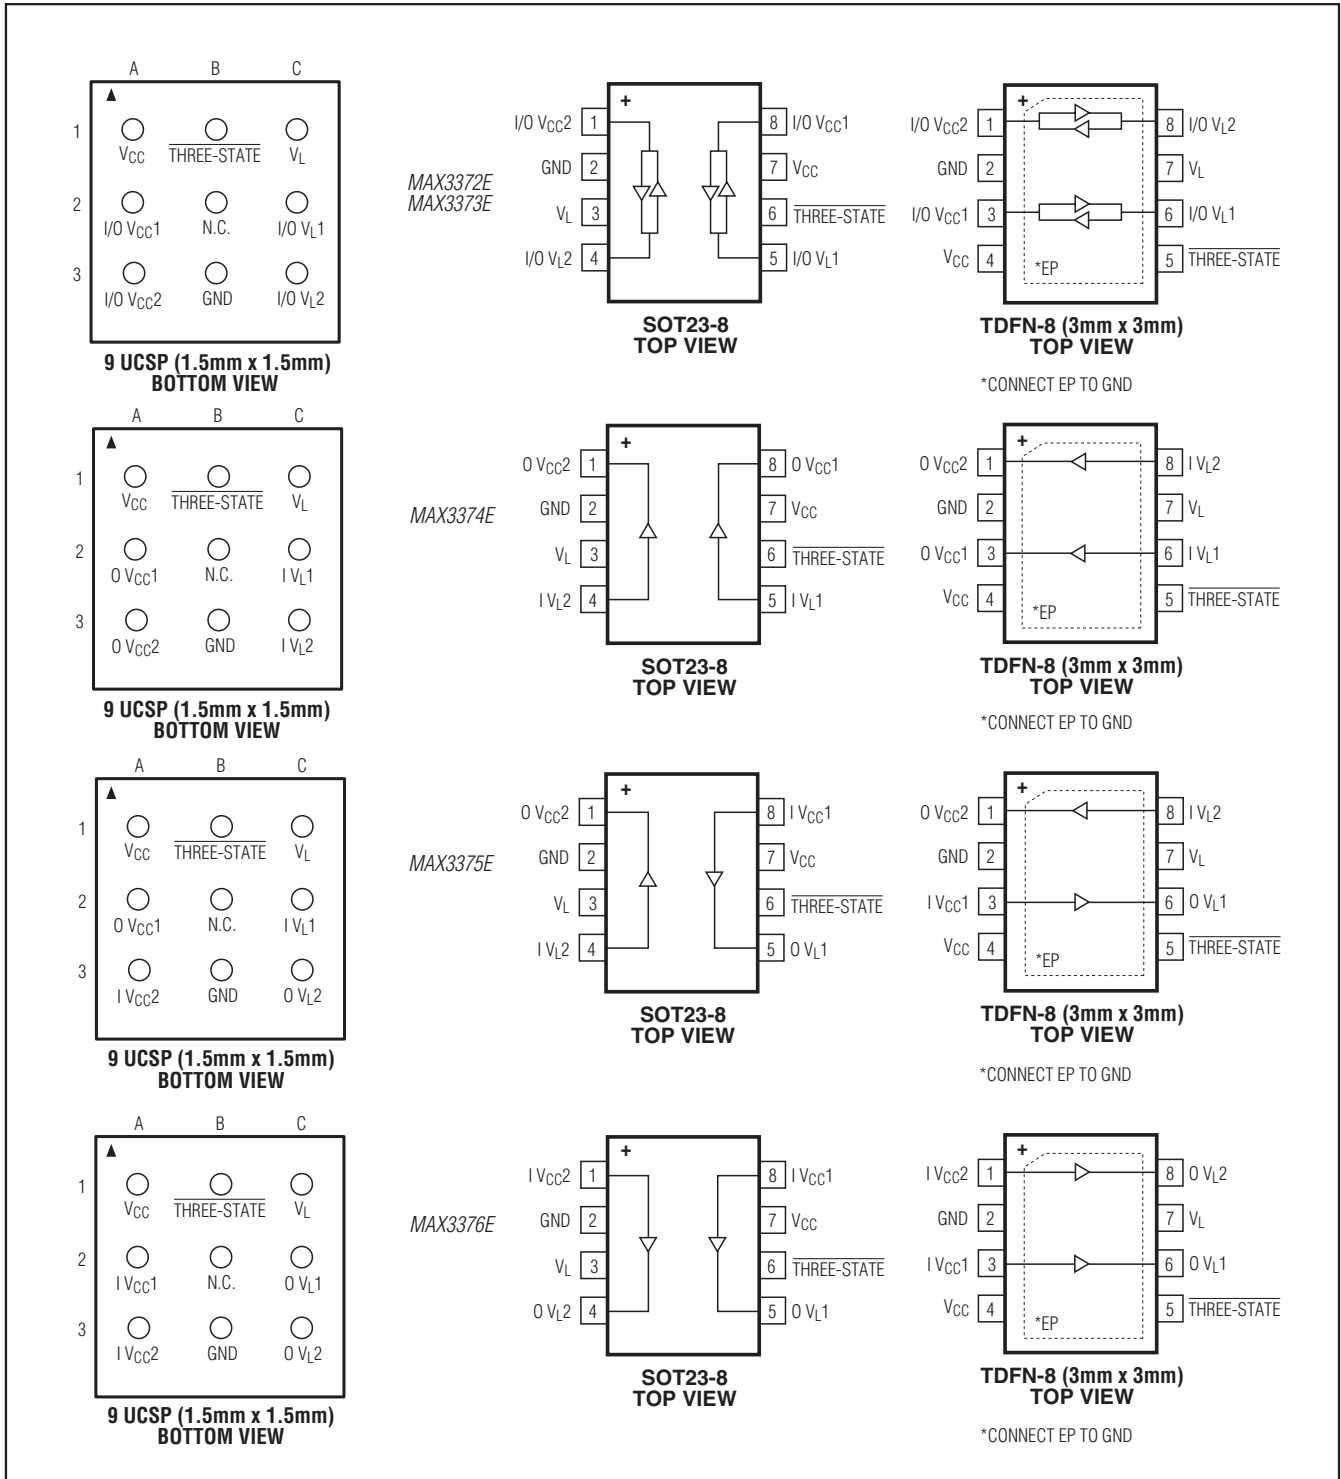 A B C
1
VCC THREE-STATE VL
2
I/O VCC1 N.C. I/O VL1
3
I/O VCC2 GND I/O VL2
9 UCSP (1.5mm x 1.5mm)
BOTTOM VIEW
MAX3372E
MAX3373E
+
I/O VCC2 1 8 I/O VCC1
GND 2 7 VCC
VL 3 6 THREE-STATE
I/O VL2 4 5 I/O VL1
SOT23-8
TOP VIEW
+
I/O VCC2 1 8 I/O VL2
GND 2 7 VL
I/O VCC1 3 6 I/O VL1
VCC 4 5 THREE-STATE
*EP
TDFN-8 (3mm x 3mm)
TOP VIEW
*CONNECT EP TO GND
A B C
1
VCC THREE-STATE VL
2
O VCC1 N.C. I VL1
3
O VCC2 GND I VL2
9 UCSP (1.5mm x 1.5mm)
BOTTOM VIEW
MAX3374E
+
O VCC2 1 8 O VCC1
GND 2 7 VCC
VL 3 6 THREE-STATE
I VL2 4 5 I VL1
SOT23-8
TOP VIEW
+
O VCC2 1 8 I VL2
GND 2 7 VL
O VCC1 3 6 I VL1
VCC 4 5 THREE-STATE
*EP
TDFN-8 (3mm x 3mm)
TOP VIEW
*CONNECT EP TO GND
A B C
1
VCC THREE-STATE VL
2
O VCC1 N.C. I VL1
3
I VCC2 GND O VL2
9 UCSP (1.5mm x 1.5mm)
BOTTOM VIEW
MAX3375E
+
O VCC2 1 8 I VCC1
GND 2 7 VCC
VL 3 6 THREE-STATE
I VL2 4 5 O VL1
SOT23-8
TOP VIEW
+
O VCC2 1 8 I VL2
GND 2 7 VL
I VCC1 3 6 O VL1
VCC 4 5 THREE-STATE
*EP
TDFN-8 (3mm x 3mm)
TOP VIEW
*CONNECT EP TO GND
A B C
1
VCC THREE-STATE VL
2
I VCC1 N.C. O VL1
3
I VCC2 GND O VL2
9 UCSP (1.5mm x 1.5mm)
BOTTOM VIEW
MAX3376E
+
I VCC2 1 8 I VCC1
GND 2 7 VCC
VL 3 6 THREE-STATE
O VL2 4 5 O VL1
SOT23-8
TOP VIEW
+
I VCC2 1 8 O VL2
GND 2 7 VL
I VCC1 3 6 O VL1
VCC 4 5 THREE-STATE
*EP
TDFN-8 (3mm x 3mm)
TOP VIEW
*CONNECT EP TO GND